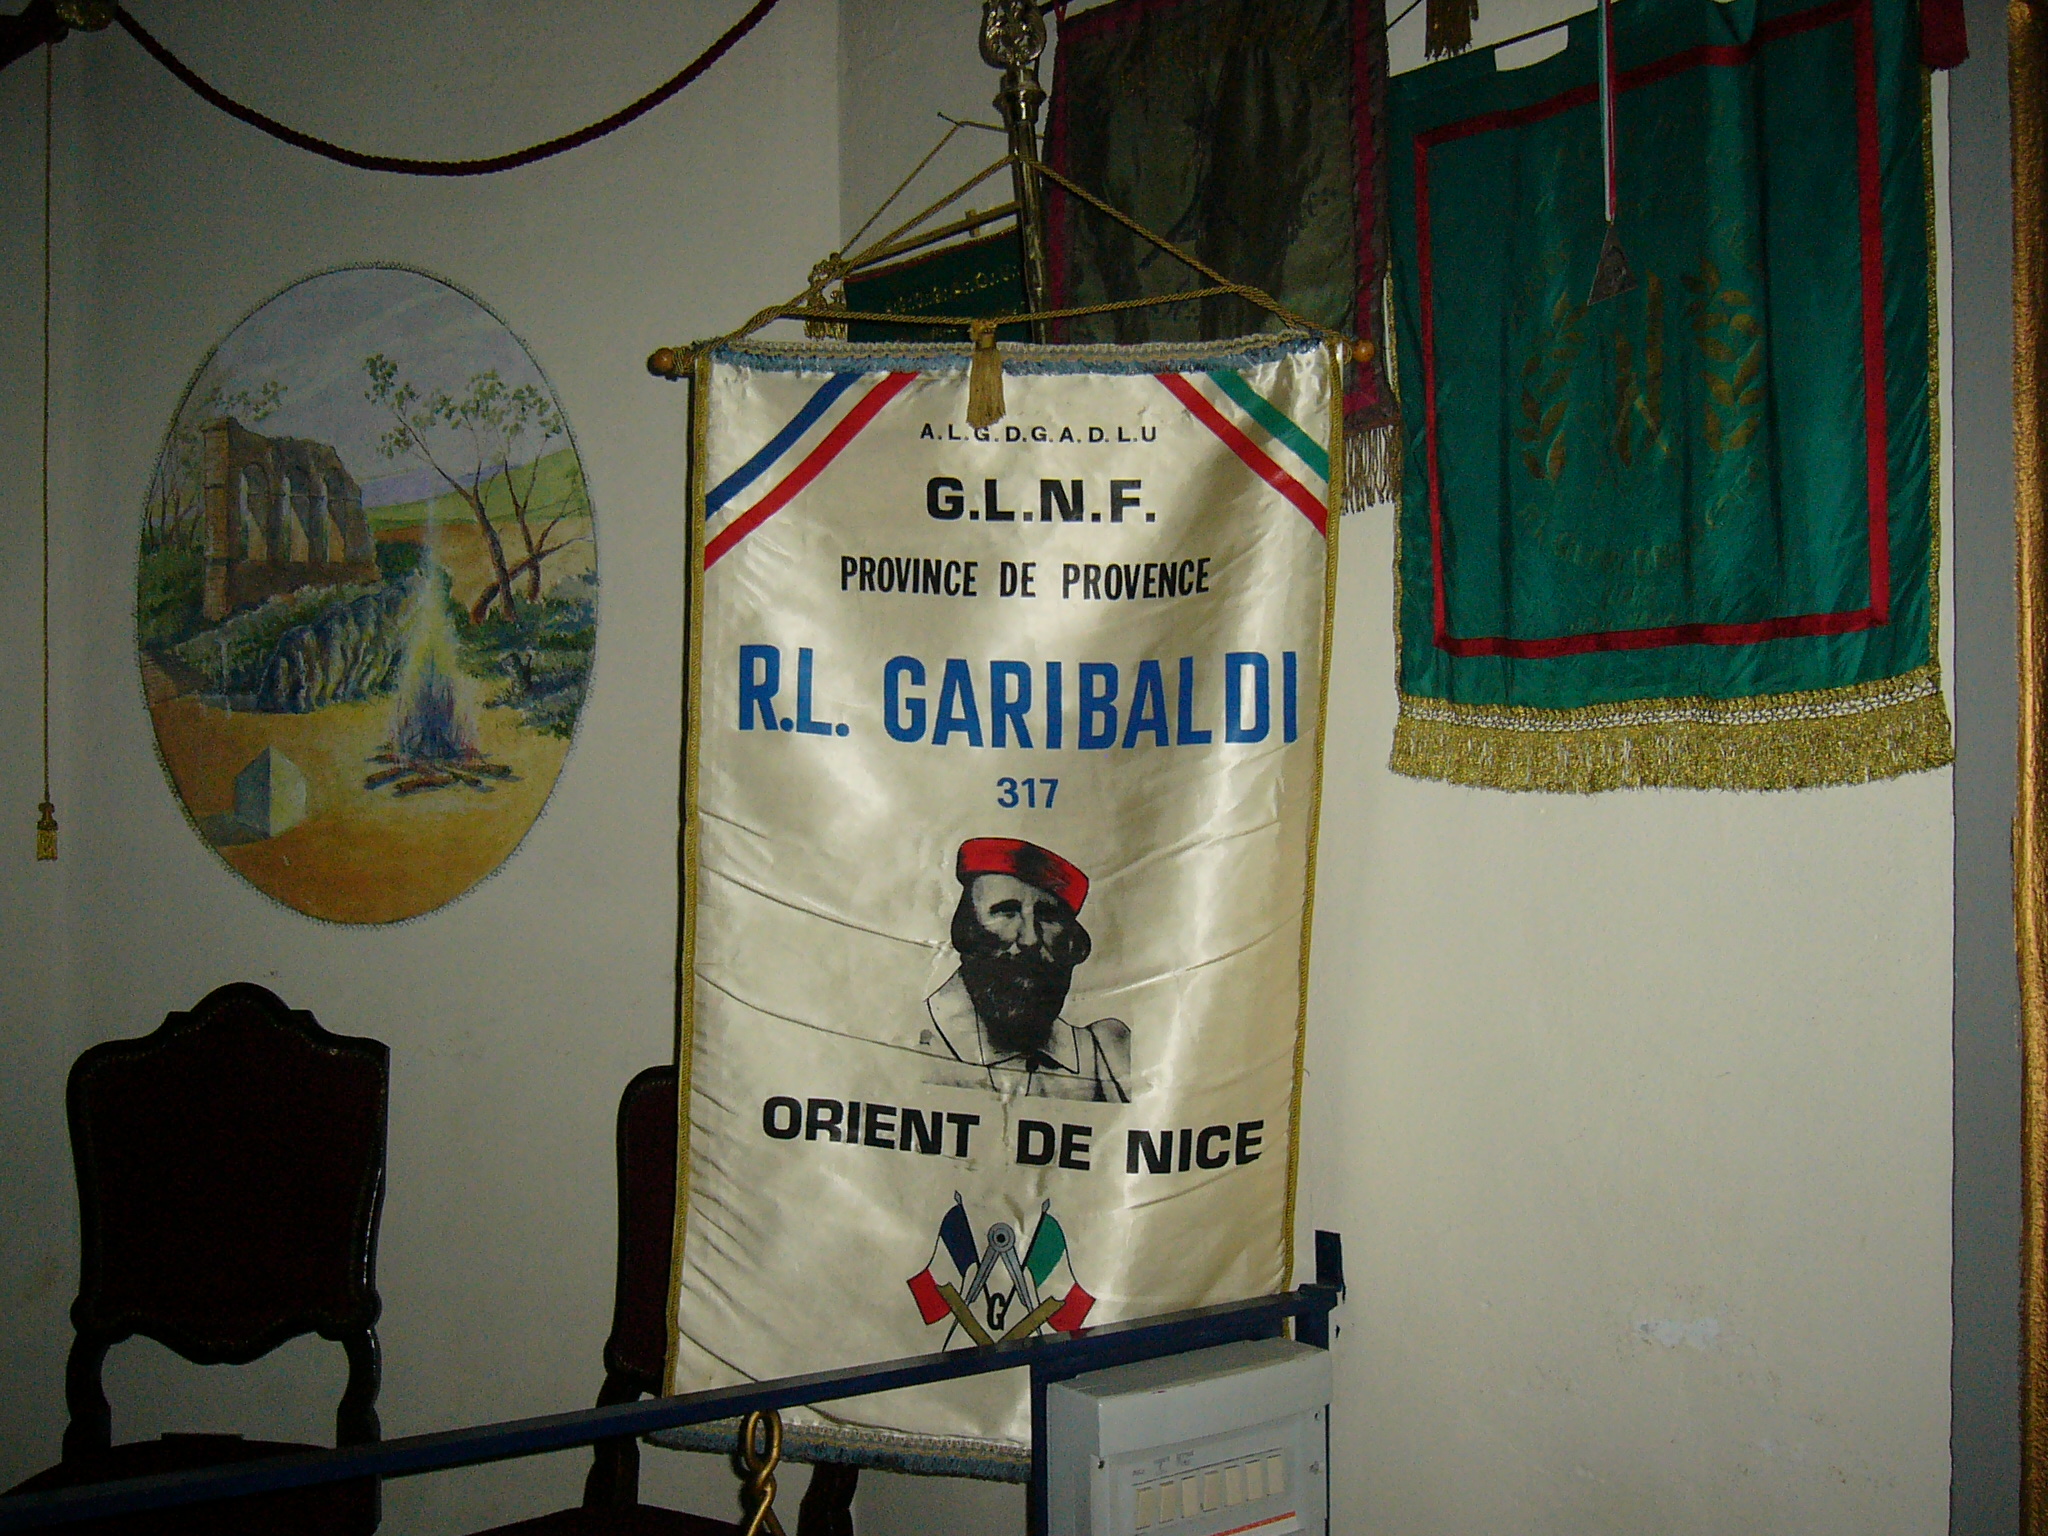 A.L.G.D.G.A.D.L.U
G.L.N.F.
PROVINCE DE PROVENCE
R.L. GARIBALDI
317
ORIENT DE NICE
G